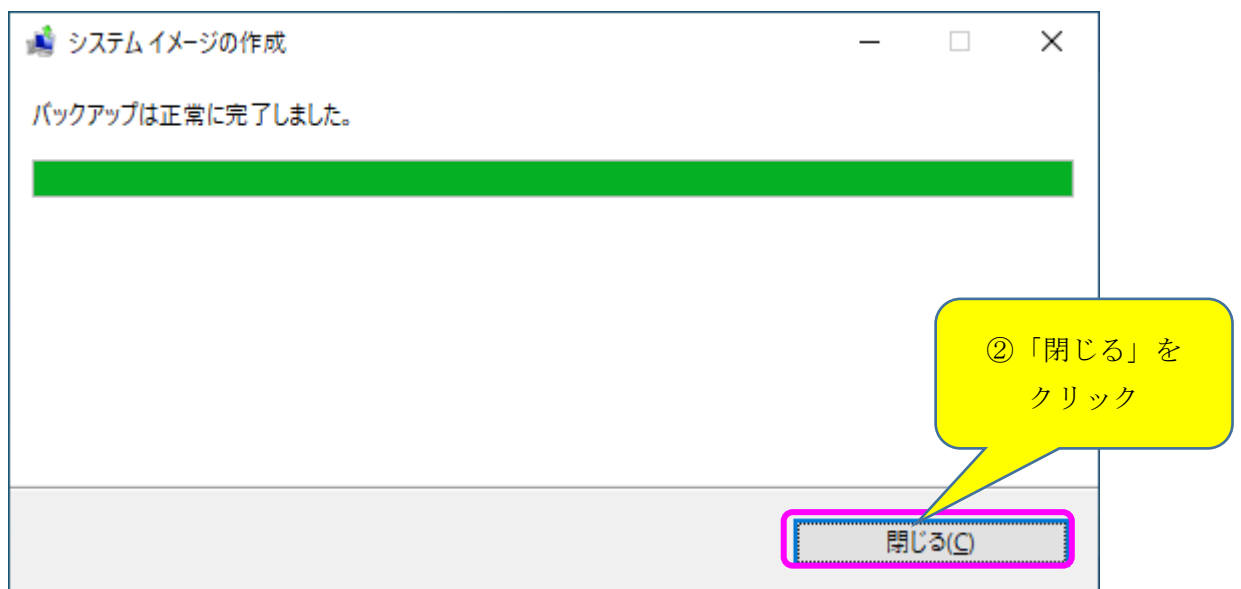 システム イメージの作成
バックアップは正常に完了しました。
②「閉じる」を
クリック
閉じる(C)